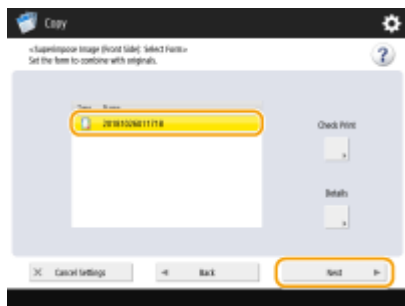 Copy
<Superimpose Image (Front Side): Select Form>
Set the form to combine with originals.
?
Type Name
20181026011718
Check Print
Details
Cancel Settings
Back
Next